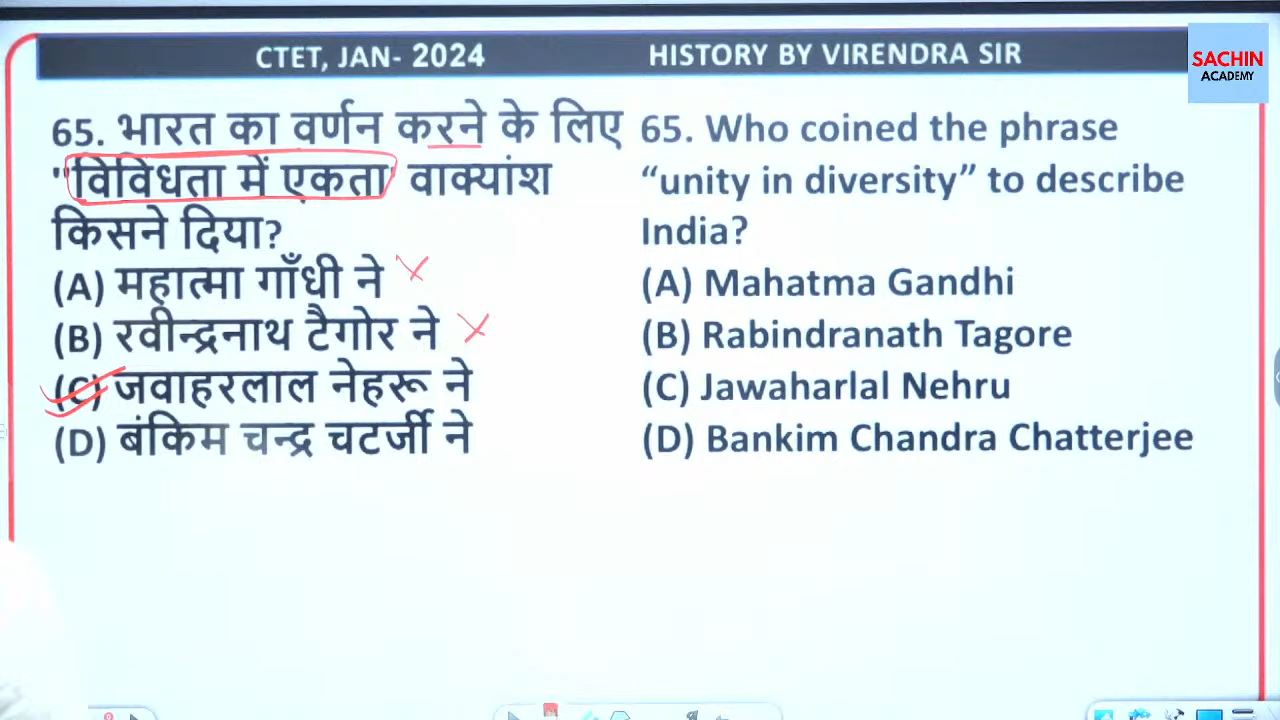 CTET, JAN- 2024 HISTORY BY VIRENDRA SIR
SACHIN
ACADEMY
65. भारत का वर्णन करने के लिए
"विविधता में एकता" वाक्यांश
किसने दिया?
(A) महात्मा गाँधी ने
(B) रवीन्द्रनाथ टैगोर ने
(C) जवाहरलाल नेहरू ने
(D) बंकिम चन्द्र चटर्जी ने
65. Who coined the phrase
“unity in diversity” to describe
India?
(A) Mahatma Gandhi
(B) Rabindranath Tagore
(C) Jawaharlal Nehru
(D) Bankim Chandra Chatterjee